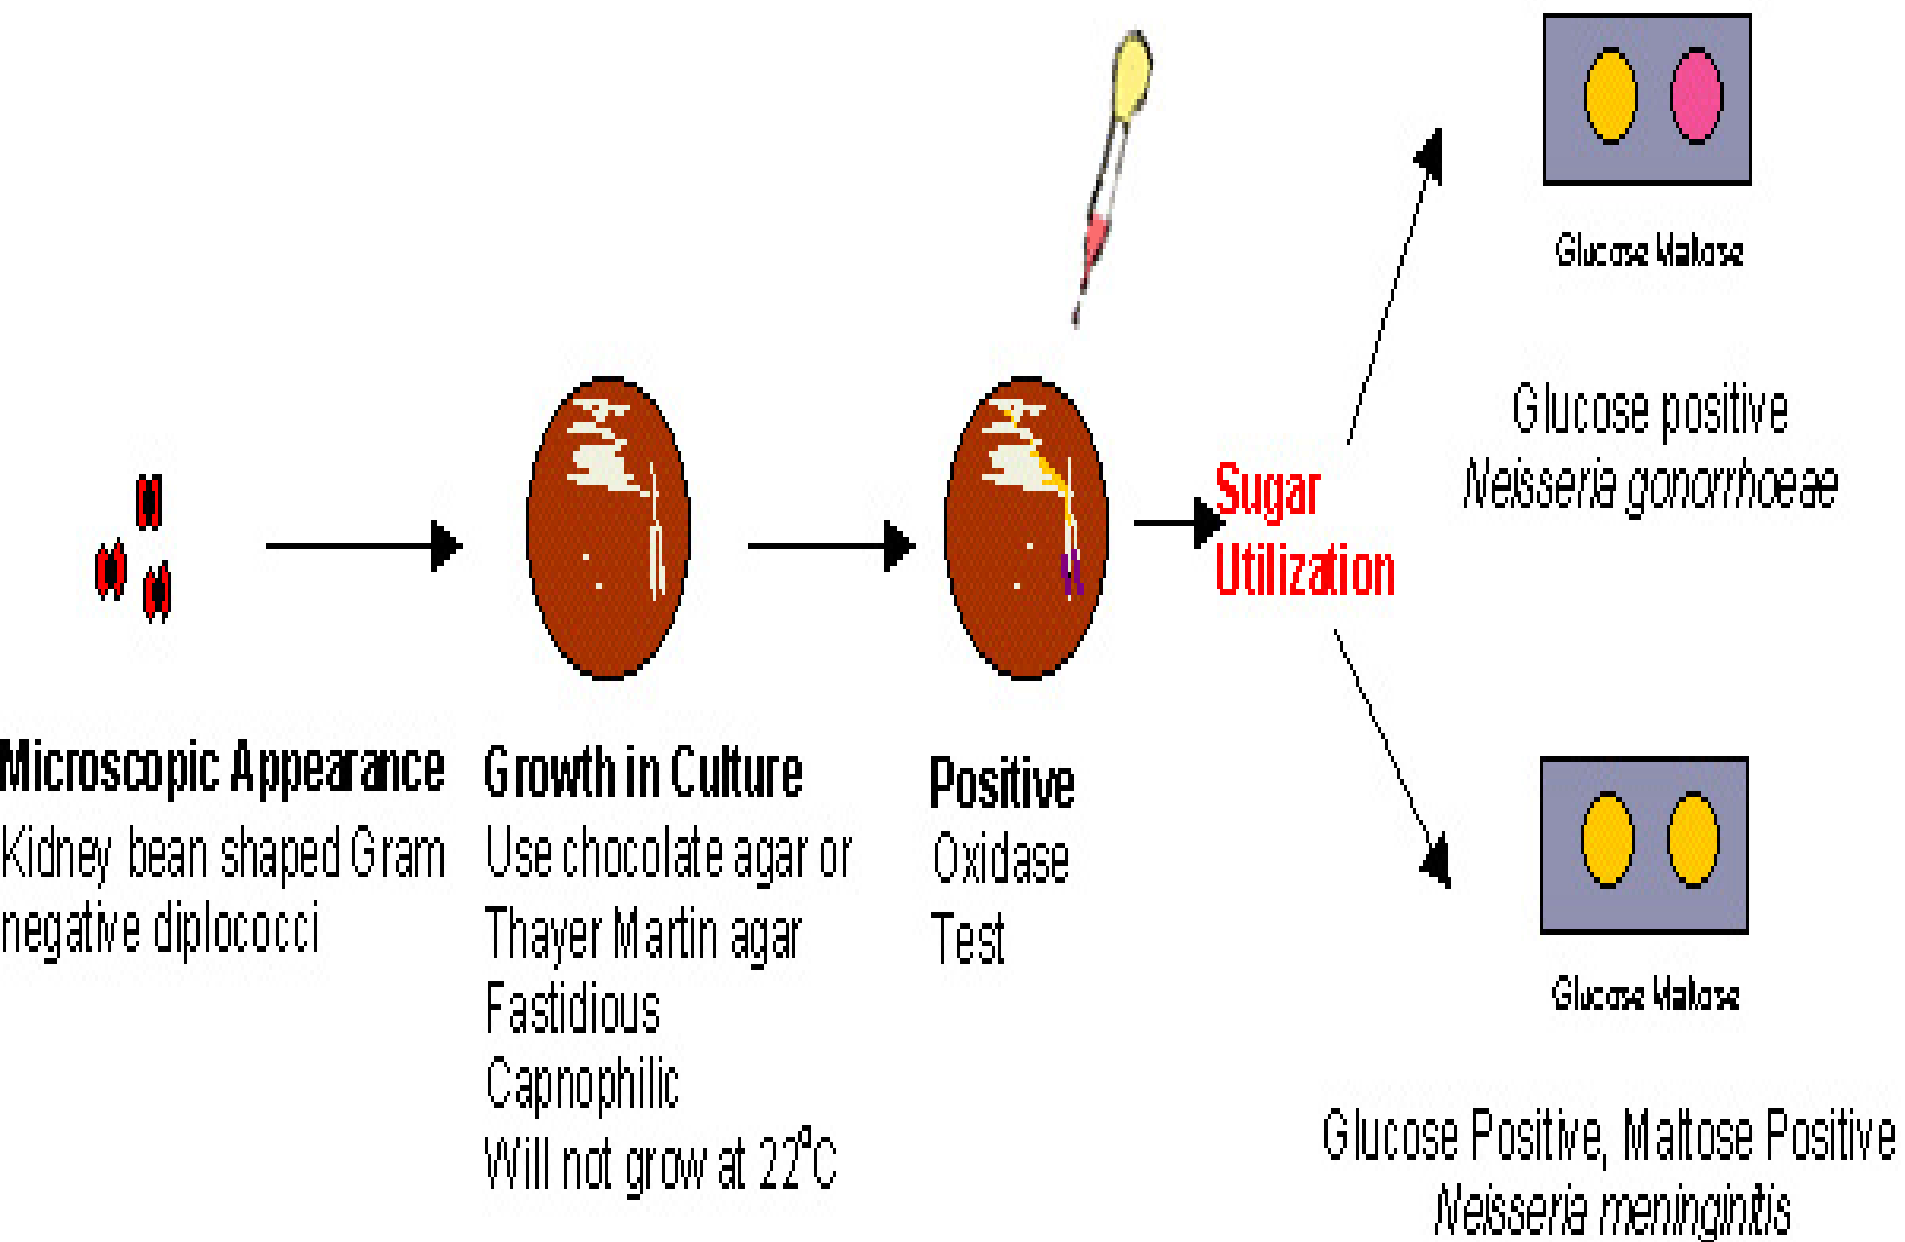 Microscopic Appearance
Kidney bean shaped Gram
negative diplococci
Growth in Culture
Use chocolate agar or
Thayer Martin agar
Fastidious
Capnophilic
Will not grow at 22°C
Positive
Oxidase
Test
Sugar
Utilization
Glucose Maltose
Glucose positive
Neisseria gonorrhoeae
Glucose Maltose
Glucose Positive, Maltose Positive
Neisseria meninginitis